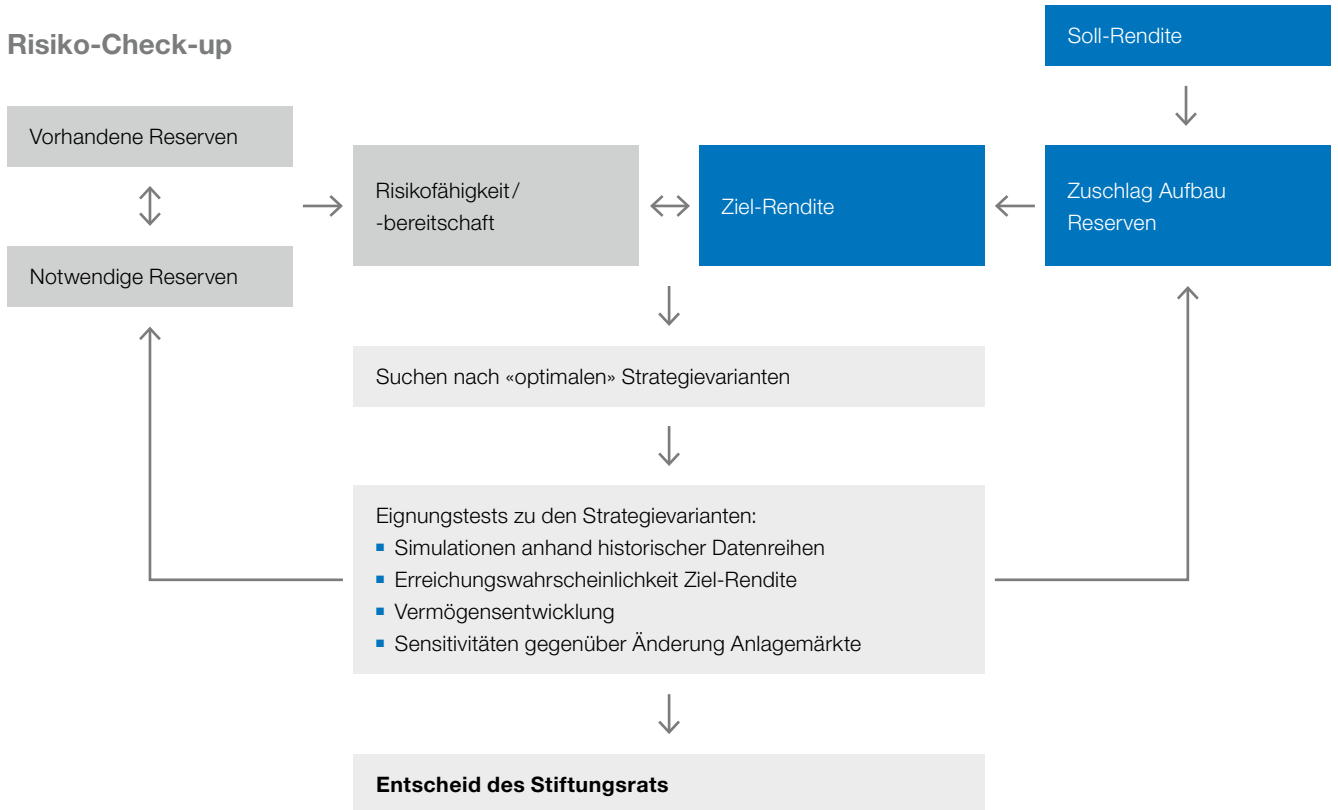 Risiko-Check-up
Soll-Rendite
Vorhandene Reserven
Notwendige Reserven
Risikofähigkeit/
-bereitschaft
Ziel-Rendite
Zuschlag Aufbau
Reserven
Suchen nach «optimalen» Strategievarianten
Eignungstests zu den Strategievarianten:
▪ Simulationen anhand historischer Datenreihen
▪ Erreichungswahrscheinlichkeit Ziel-Rendite
▪ Vermögensentwicklung
▪ Sensitivitäten gegenüber Änderung Anlagemärkte
Entscheid des Stiftungsrats